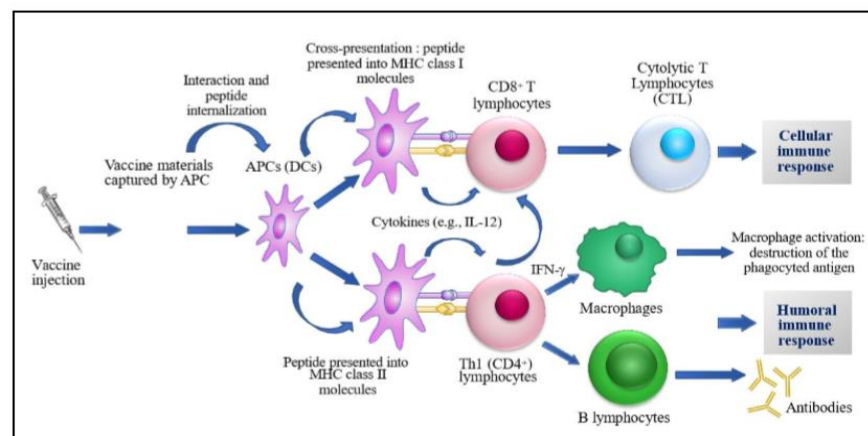 Cross-presentation : peptide
presented into MHC class I
molecules
Interaction and
peptide
internalization
CD8⁺ T
lymphocytes
Cytolytic T
Lymphocytes
(CTL)
Cellular
immune
response
Vaccine materials
captured by APC
APCs (DCs)
Vaccine
injection
Cytokines (e.g., IL-12)
IFN-γ
Macrophages
Macrophage activation:
destruction of the
phagocyted antigen
Peptide presented into
MHC class II
molecules
Th1 (CD4⁺)
lymphocytes
B lymphocytes
Humoral
immune
response
Antibodies